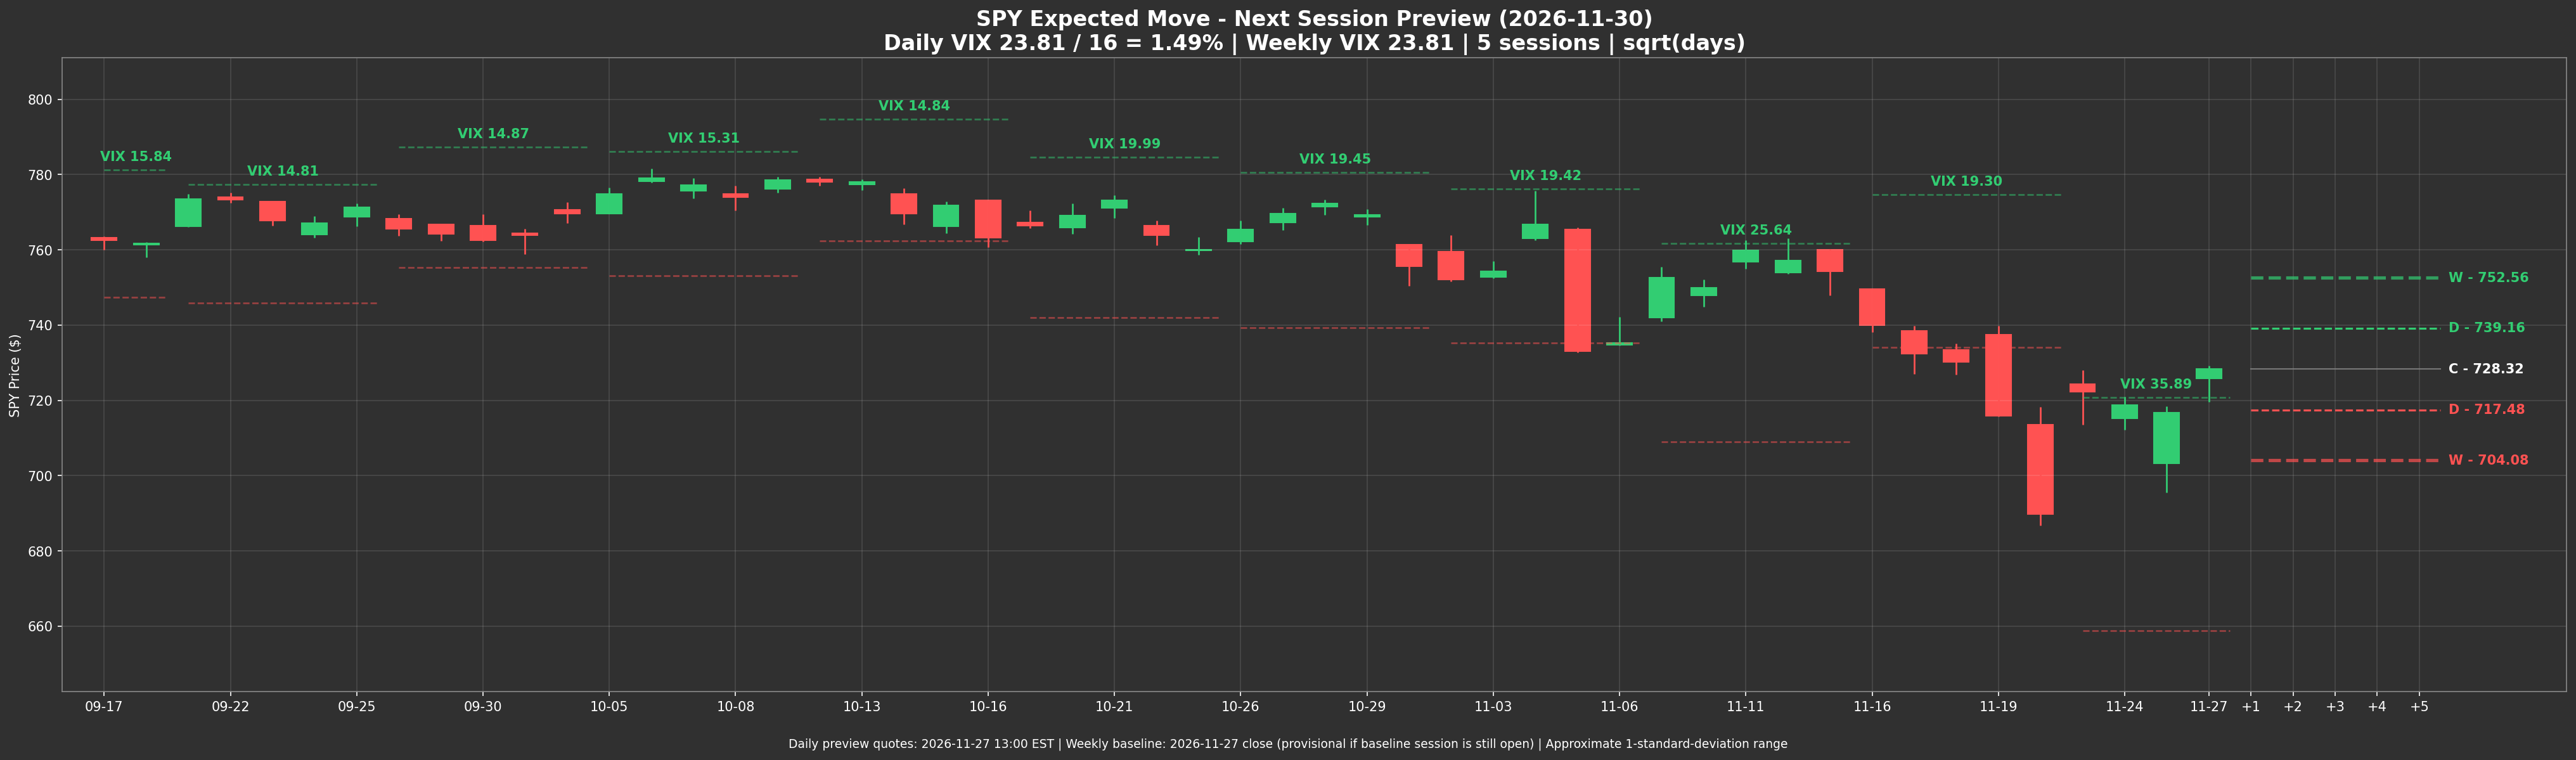 SPY Expected Move - Next Session Preview (2026-11-30)
Daily VIX 23.81 / 16 = 1.49% | Weekly VIX 23.81 | 5 sessions | sqrt(days)
SPY Price ($)
800
780
760
740
720
700
680
660
VIX 15.84
VIX 14.81
VIX 14.87
VIX 15.31
VIX 14.84
VIX 19.99
VIX 19.45
VIX 19.42
VIX 25.64
VIX 19.30
VIX 35.89
W - 752.56
D - 739.16
C - 728.32
D - 717.48
W - 704.08
09-17 09-22 09-25 09-30 10-05 10-08 10-13 10-16 10-21 10-26 10-29 11-03 11-06 11-11 11-16 11-19 11-24 11-27 +1 +2 +3 +4 +5
Daily preview quotes: 2026-11-27 13:00 EST | Weekly baseline: 2026-11-27 close (provisional if baseline session is still open) | Approximate 1-standard-deviation range